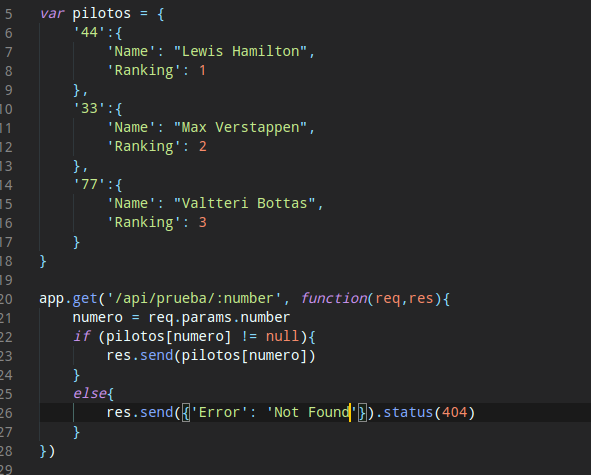 5 var pilotos = {
6 '44':{
7 'Name': "Lewis Hamilton",
8 'Ranking': 1
9 },
10 '33':{
11 'Name': "Max Verstappen",
12 'Ranking': 2
13 },
14 '77':{
15 'Name': "Valtteri Bottas",
16 'Ranking': 3
17 }
18 }
19
20 app.get('/api/prueba/:number', function(req,res){
21 numero = req.params.number
22 if (pilotos[numero] != null){
23 res.send(pilotos[numero])
24 }
25 else{
26 res.send({'Error': 'Not Found'}).status(404)
27 }
28 })
29